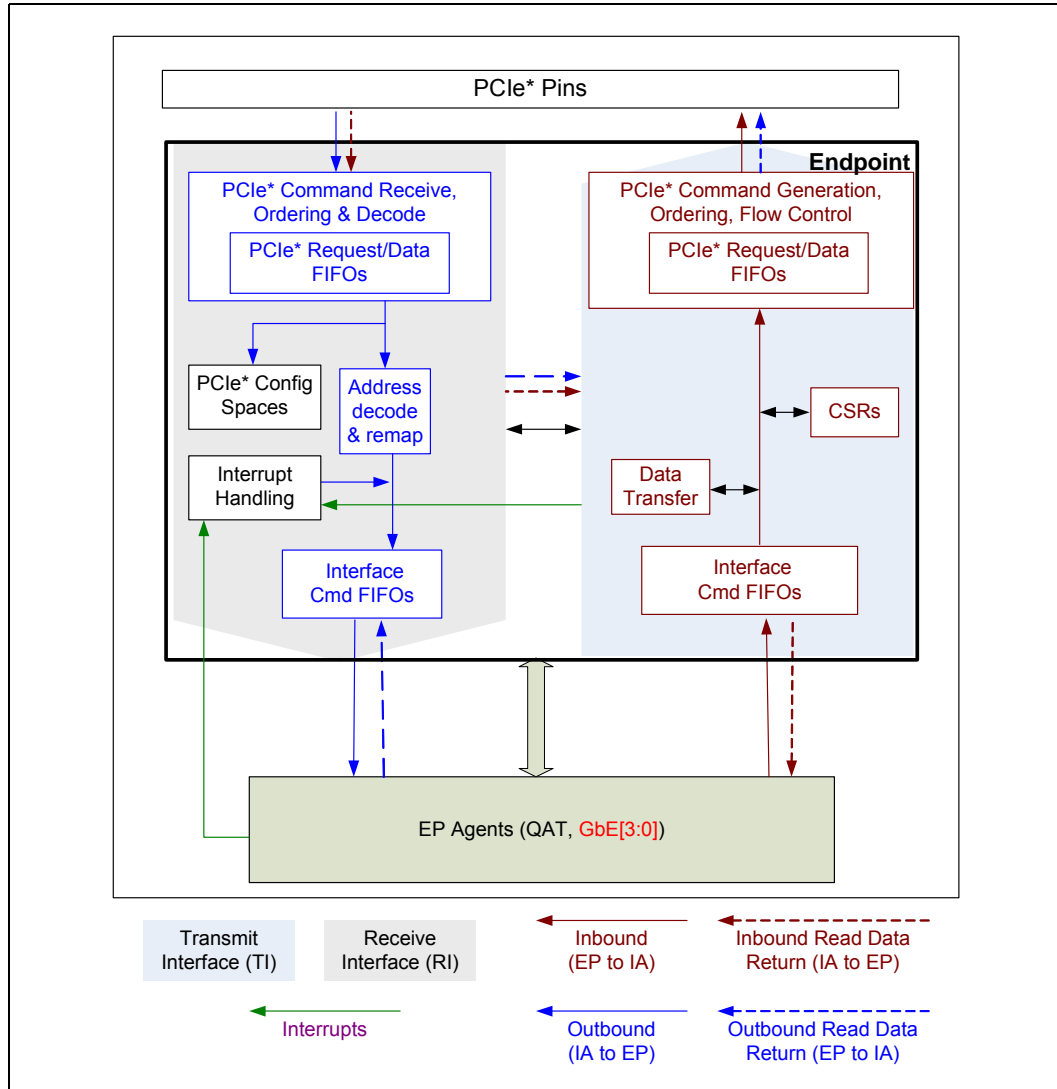 PCIe* Pins
Endpoint
PCIe* Command Receive,
Ordering & Decode
PCIe* Request/Data
FIFOs
PCIe* Command Generation,
Ordering, Flow Control
PCIe* Request/Data
FIFOs
PCIe* Config
Spaces
Address
decode
& remap
CSRs
Interrupt
Handling
Data
Transfer
Interface
Cmd FIFOs
Interface
Cmd FIFOs
EP Agents (QAT, GbE[3:0])
Transmit
Interface (TI)
Receive
Interface (RI)
Inbound
(EP to IA)
Inbound Read Data
Return (IA to EP)
Interrupts
Outbound
(IA to EP)
Outbound Read Data
Return (EP to IA)